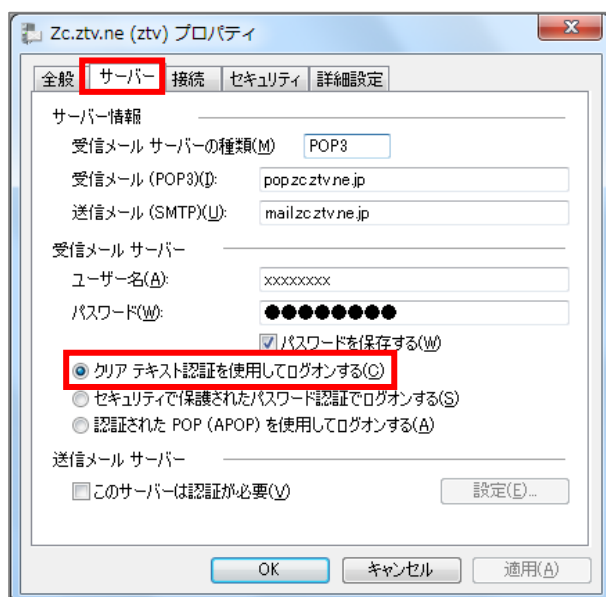 Zc.ztv.ne (ztv) プロパティ
全般 サーバー 接続 セキュリティ 詳細設定
サーバー情報
受信メール サーバーの種類(M) POP3
受信メール (POP3)(I): pop.zc.ztv.ne.jp
送信メール (SMTP)(U): mail.zc.ztv.ne.jp
受信メール サーバー
ユーザー名(A): xxxxxxxx
パスワード(W): ●●●●●●●●
パスワードを保存する(W)
クリア テキスト認証を使用してログオンする(C)
セキュリティで保護されたパスワード認証でログオンする(S)
認証された POP (APOP) を使用してログオンする(A)
送信メール サーバー
このサーバーは認証が必要(V) 設定(E)...
OK キャンセル 適用(A)